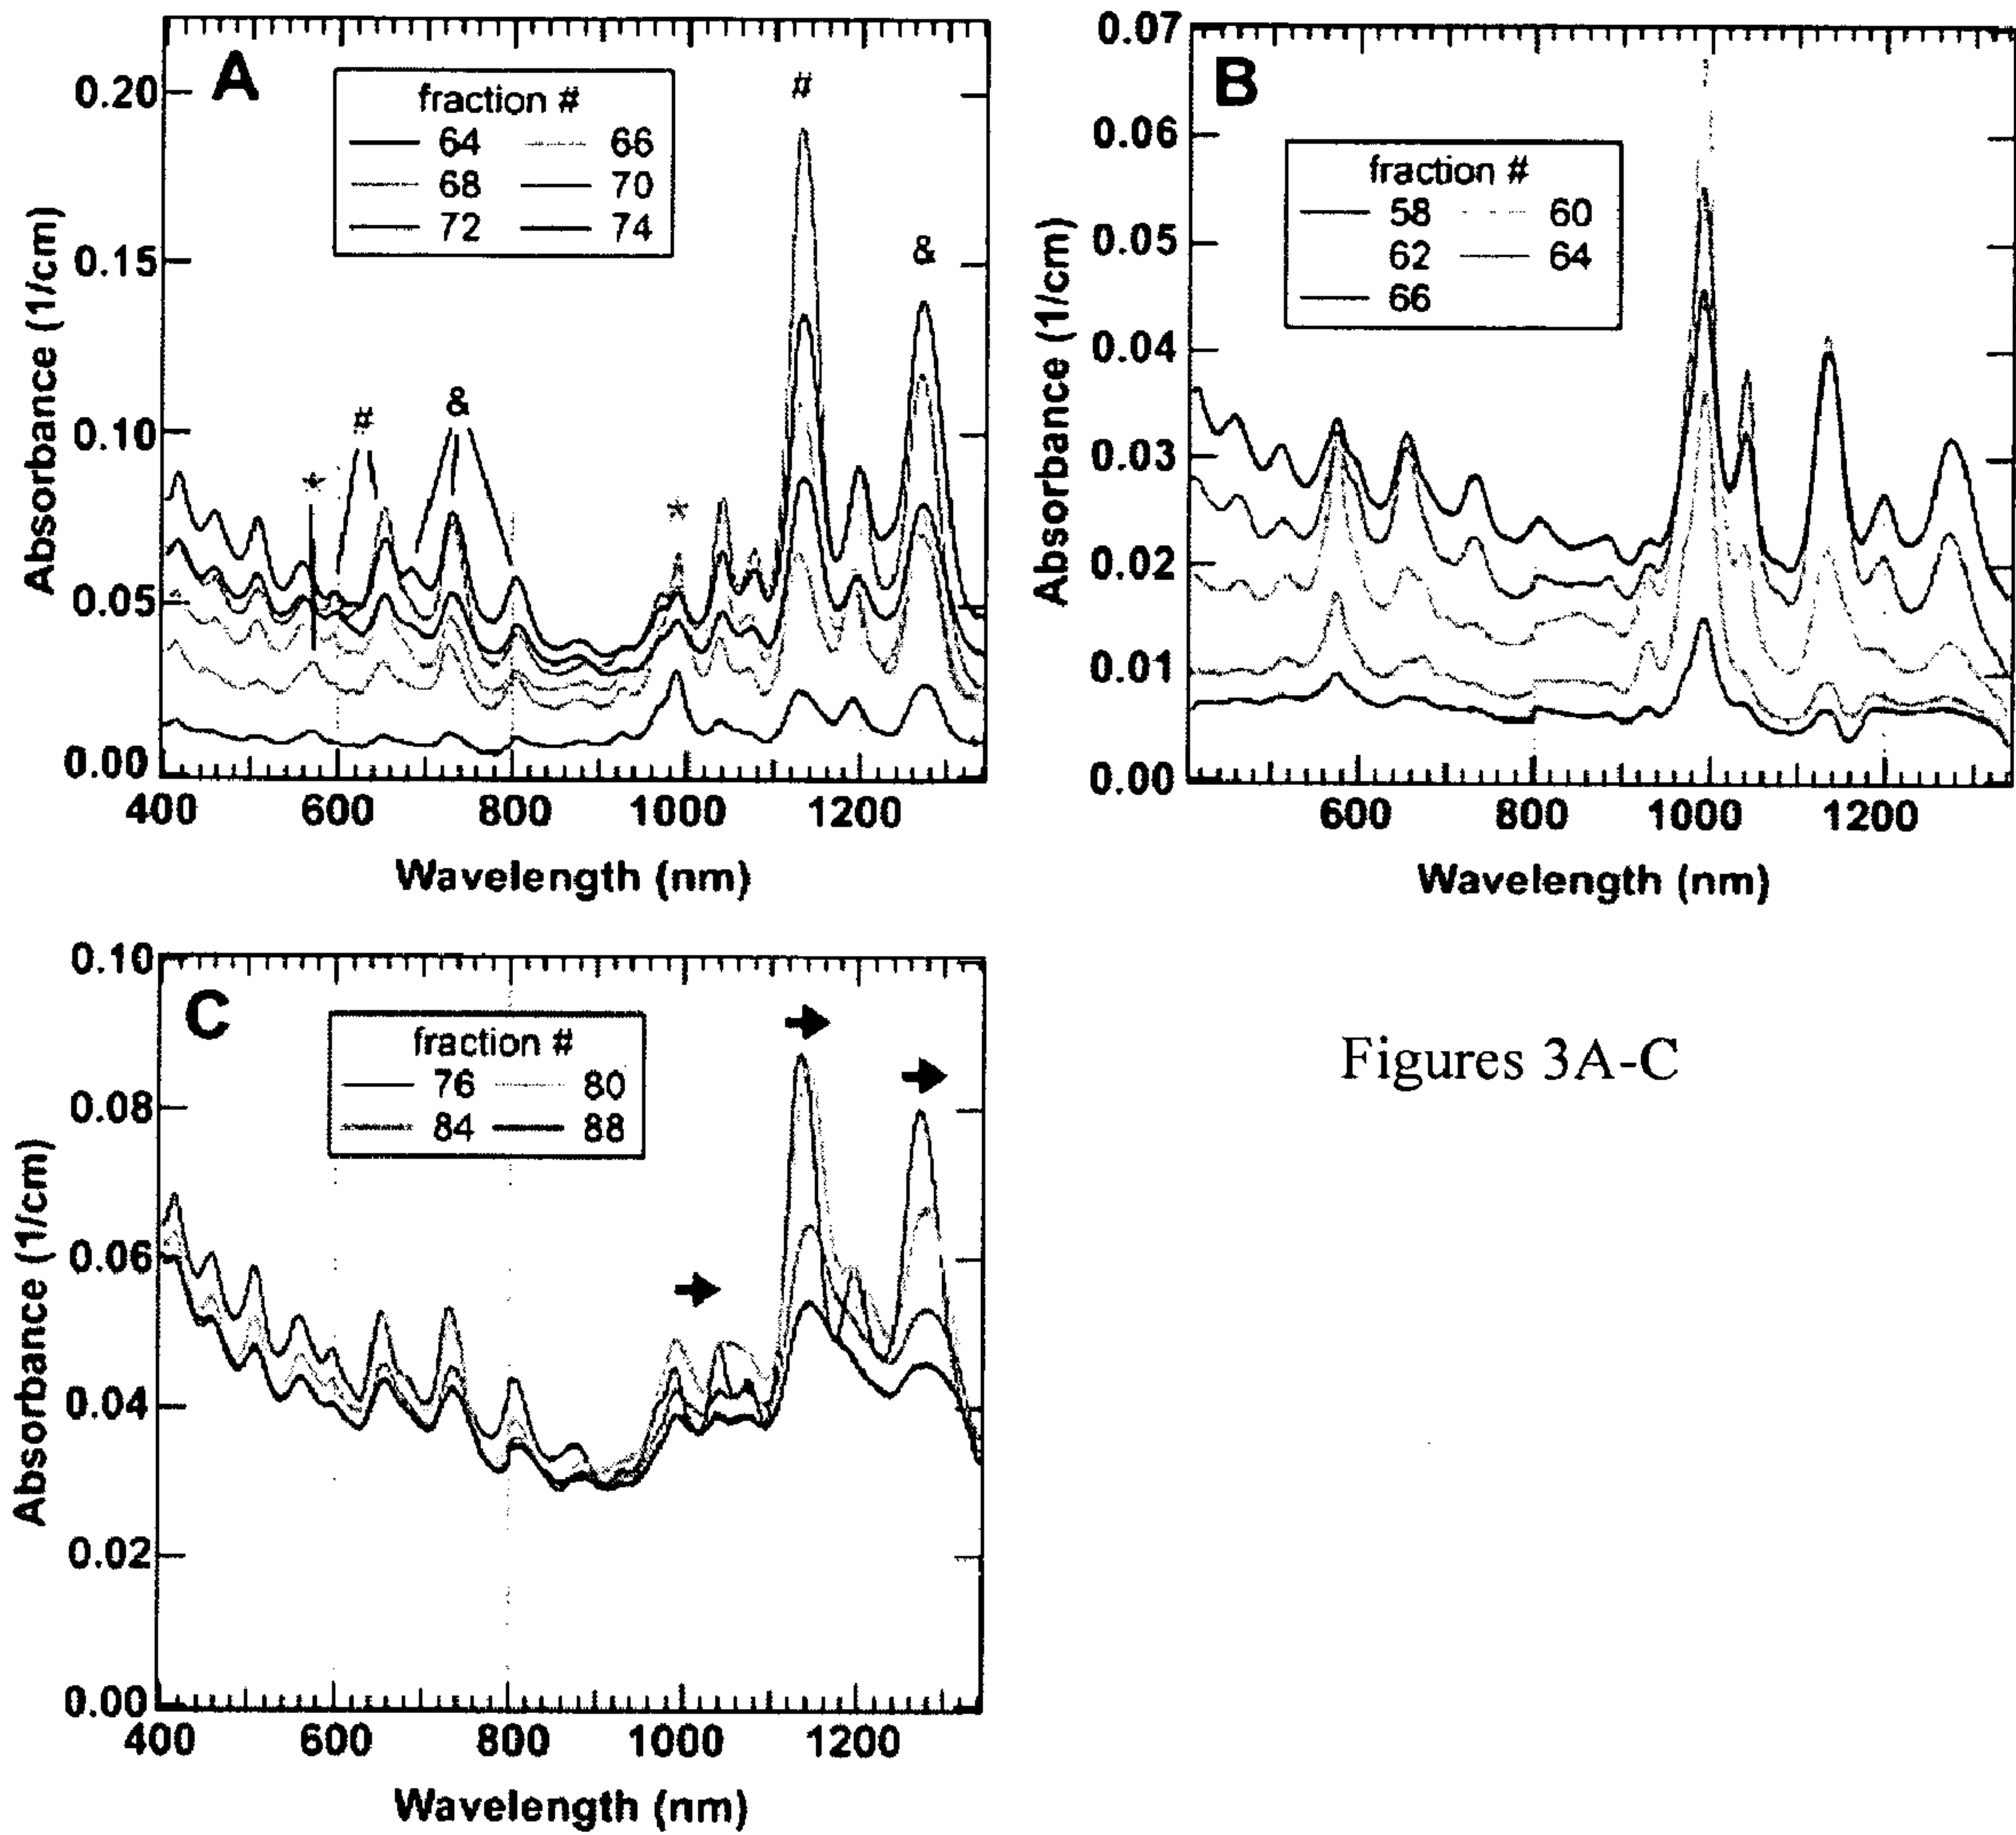 A
fraction #
64 66
68 70
72 74
#
&
#
&
*
*
0.20
0.15
0.10
0.05
0.00
400 600 800 1000 1200
Absorbance (1/cm)
Wavelength (nm)
B
fraction #
58 60
62 64
66
0.07
0.06
0.05
0.04
0.03
0.02
0.01
0.00
600 800 1000 1200
Absorbance (1/cm)
Wavelength (nm)
C
fraction #
76 80
84 88
0.10
0.08
0.06
0.04
0.02
0.00
400 600 800 1000 1200
Absorbance (1/cm)
Wavelength (nm)
Figures 3A-C